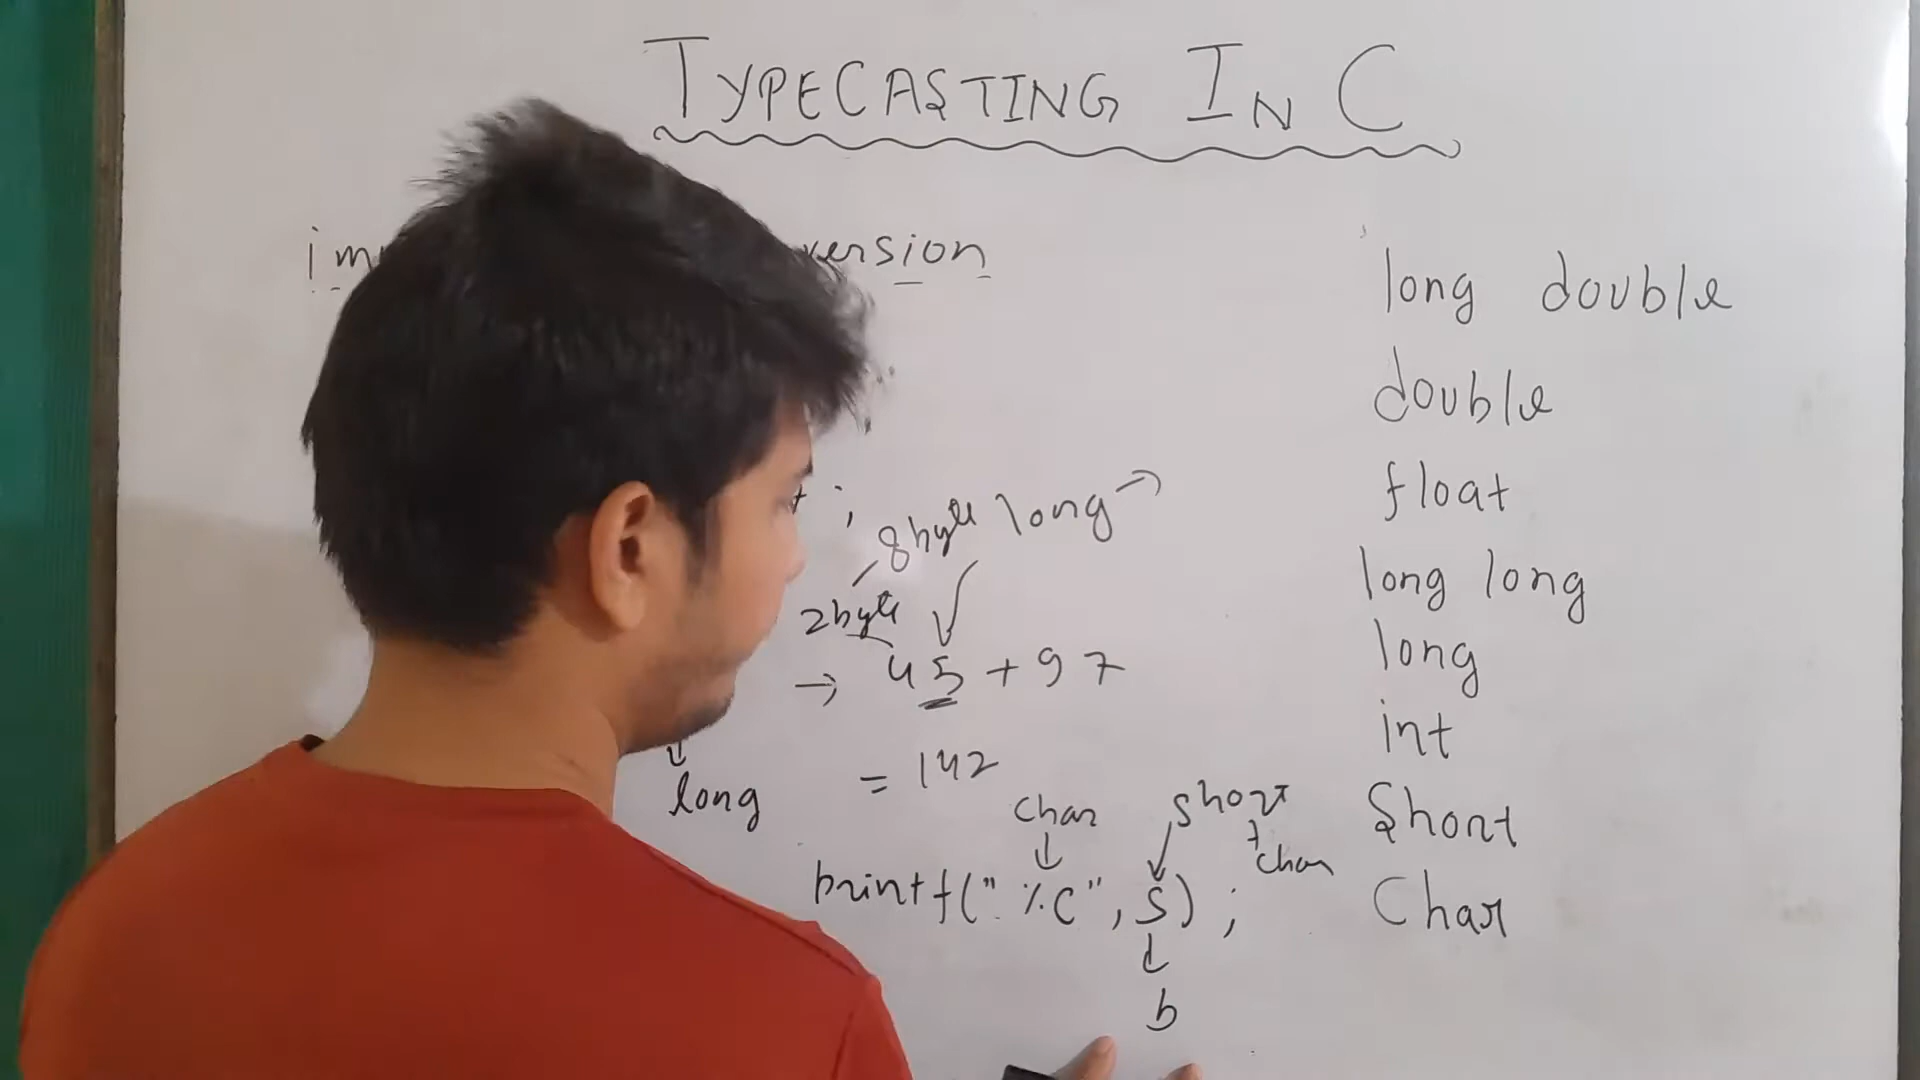 TYPECASTING IN C
im version
long double
double
;
8byte long →
float
2byte
long long
→ 45 + 97
long
= 142
int
long
char
short
Short
char
printf(" %c", S) ;
Char
b